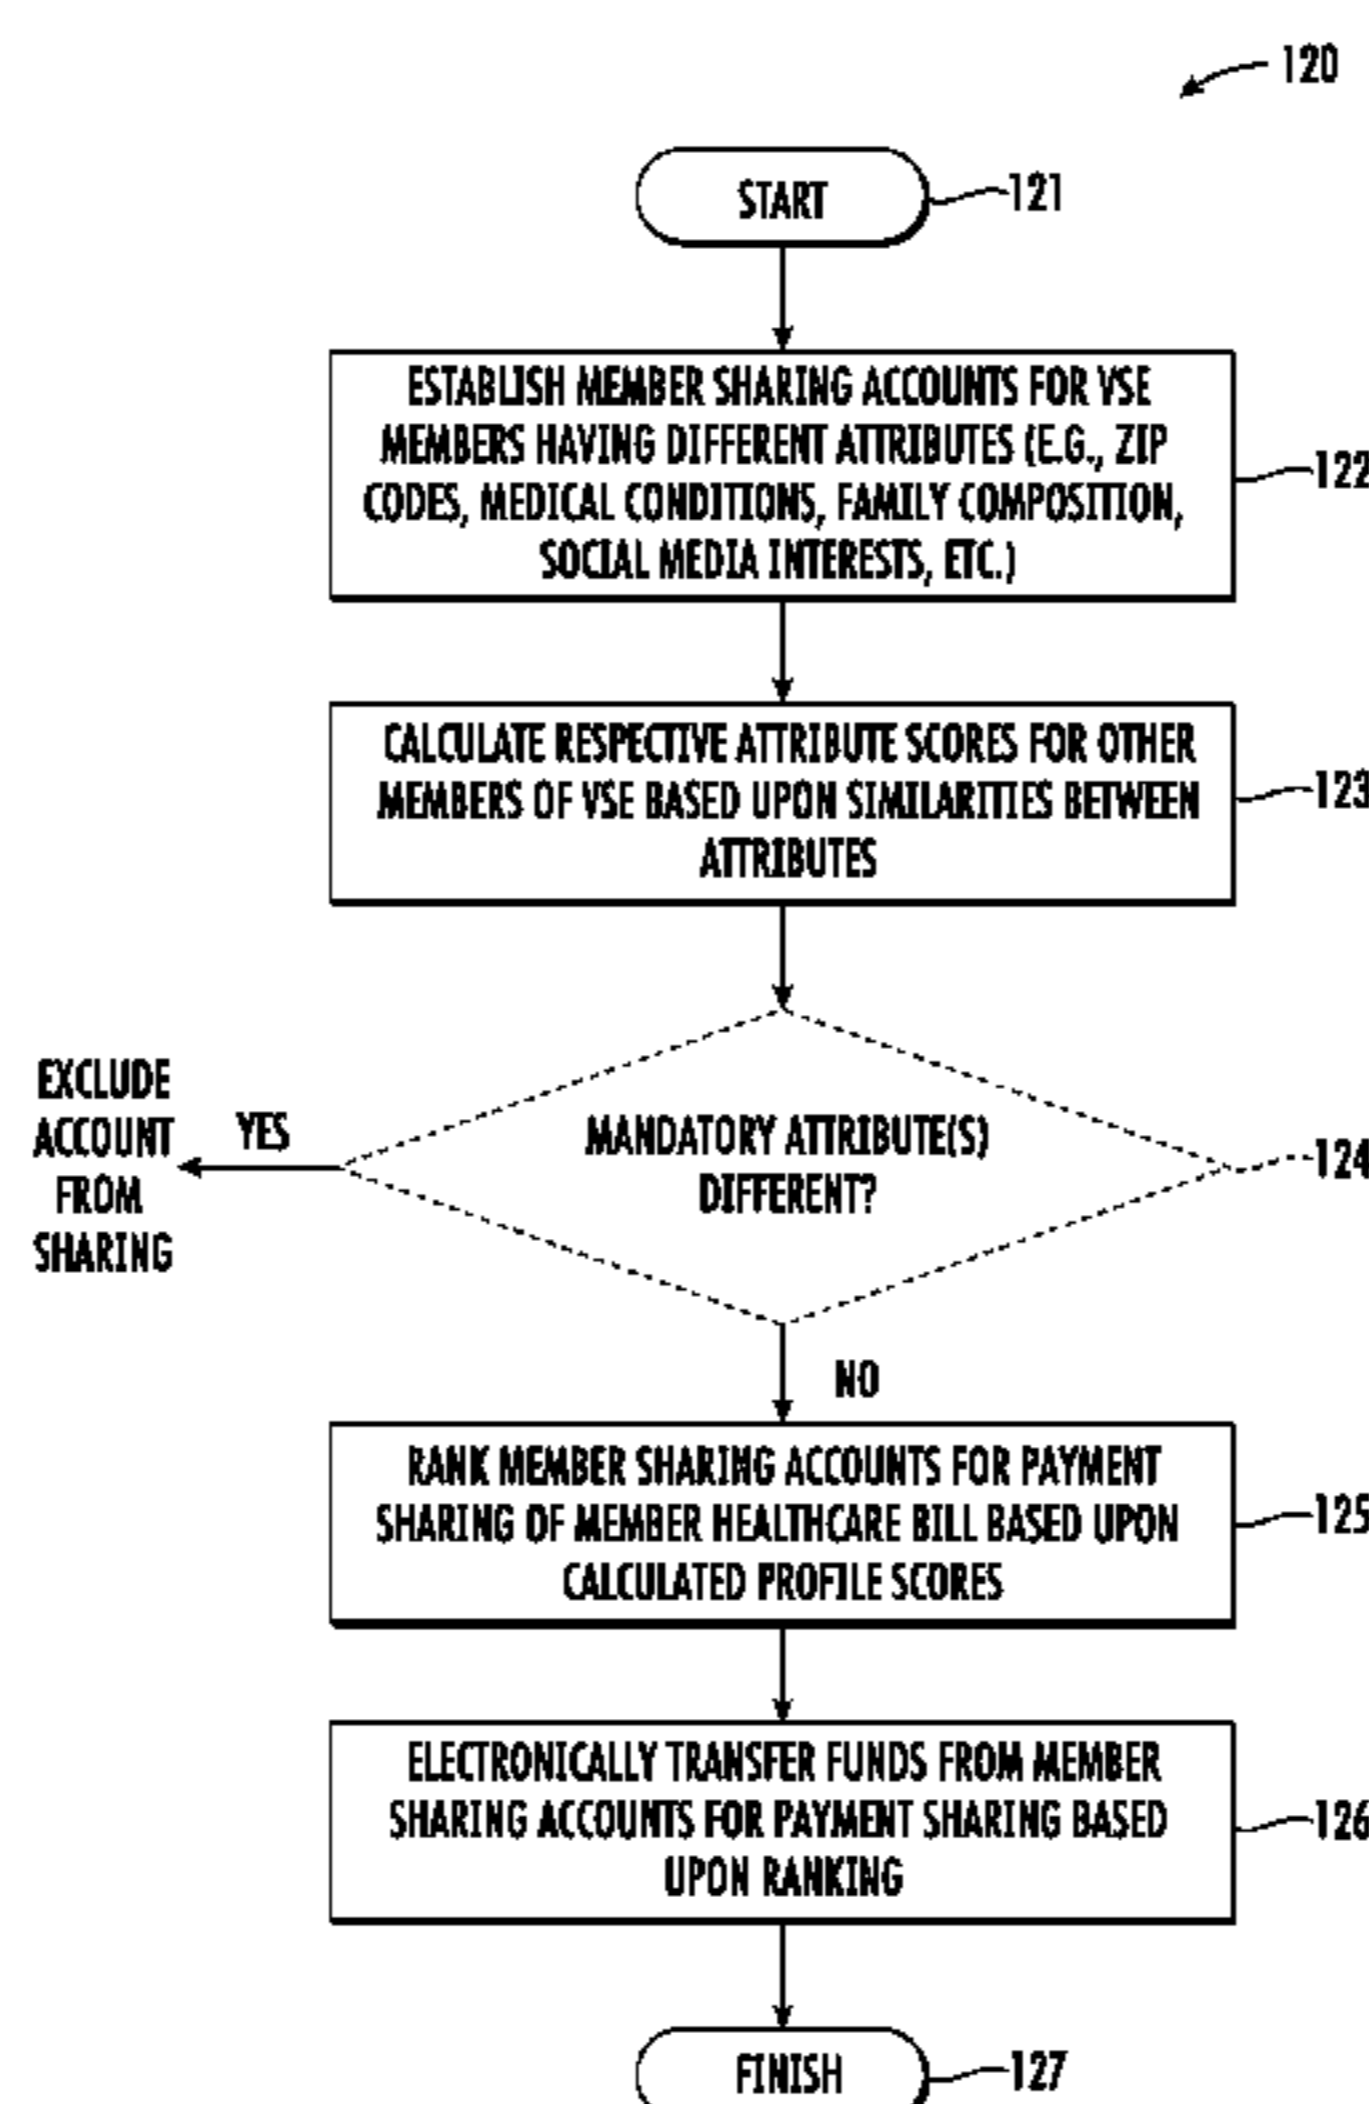 120
START
121
ESTABLISH MEMBER SHARING ACCOUNTS FOR VSE
MEMBERS HAVING DIFFERENT ATTRIBUTES (E.G., ZIP
CODES, MEDICAL CONDITIONS, FAMILY COMPOSITION,
SOCIAL MEDIA INTERESTS, ETC.)
122
CALCULATE RESPECTIVE ATTRIBUTE SCORES FOR OTHER
MEMBERS OF VSE BASED UPON SIMILARITIES BETWEEN
ATTRIBUTES
123
MANDATORY ATTRIBUTE(S)
DIFFERENT?
124
YES
EXCLUDE
ACCOUNT
FROM
SHARING
NO
RANK MEMBER SHARING ACCOUNTS FOR PAYMENT
SHARING OF MEMBER HEALTHCARE BILL BASED UPON
CALCULATED PROFILE SCORES
125
ELECTRONICALLY TRANSFER FUNDS FROM MEMBER
SHARING ACCOUNTS FOR PAYMENT SHARING BASED
UPON RANKING
126
FINISH
127